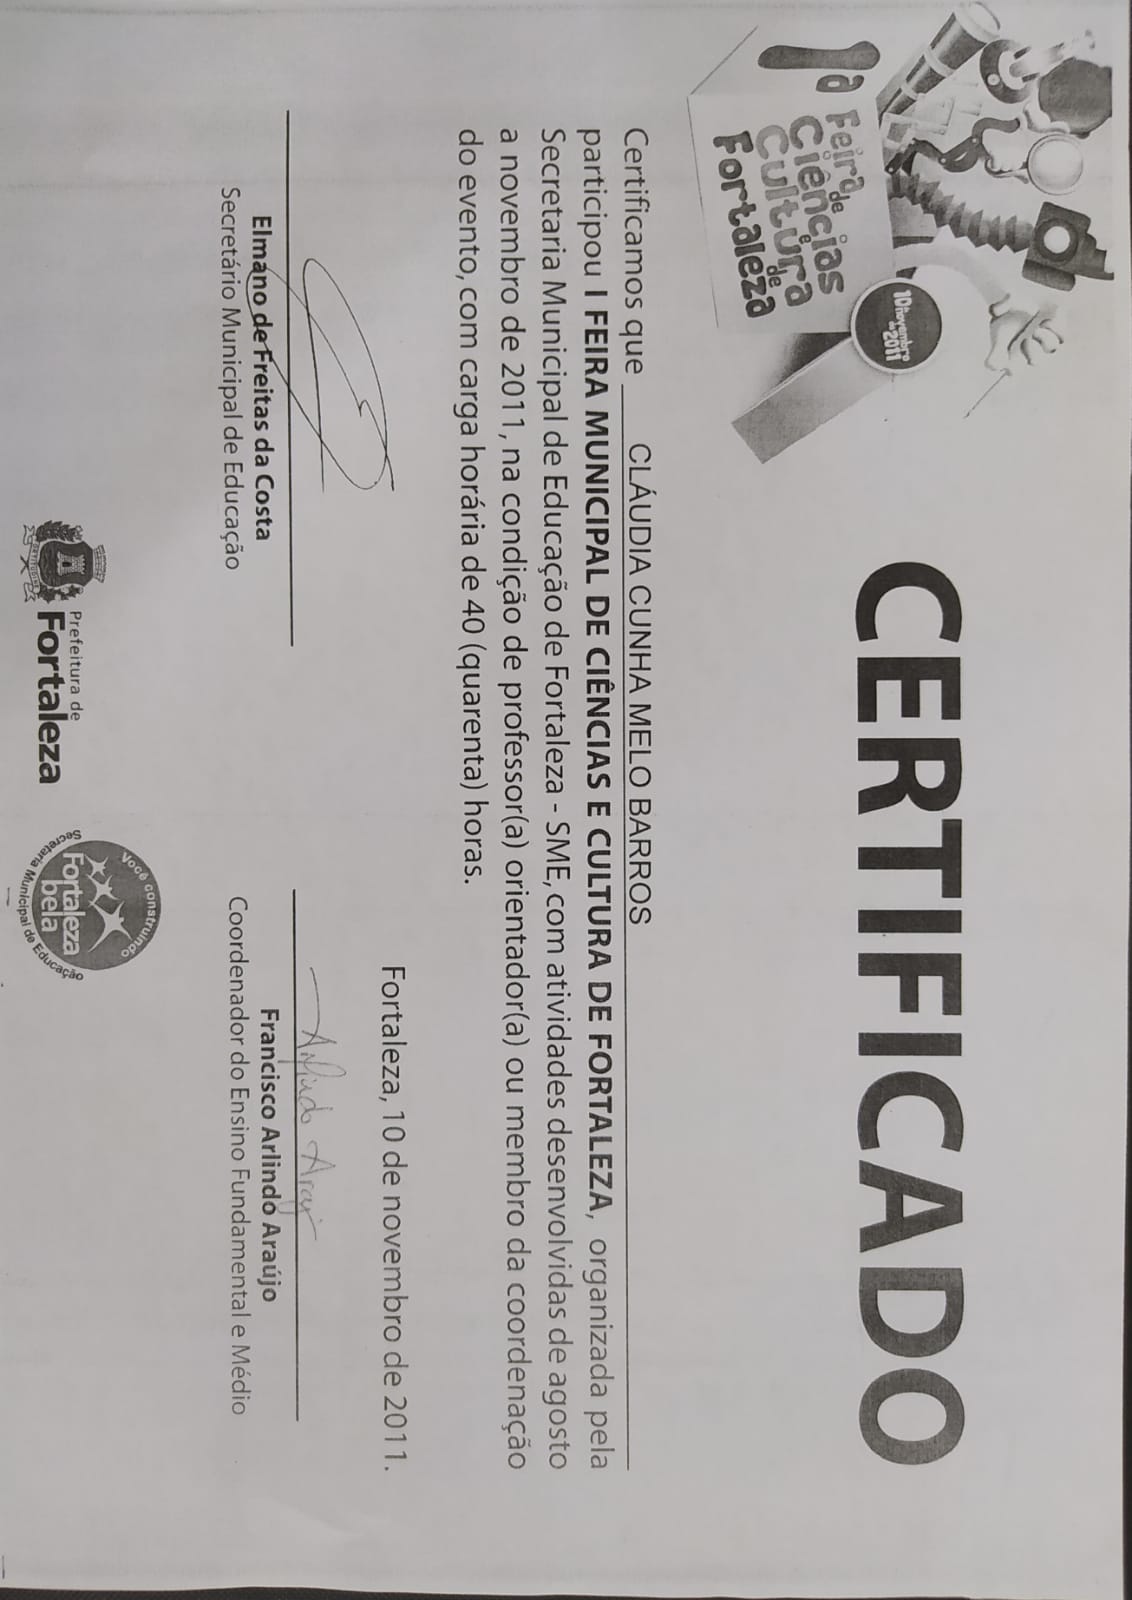 1ª Feira de
Ciências e
Cultura de
Fortaleza
10 novembro
de 2011
CERTIFICADO
Certificamos que CLÁUDIA CUNHA MELO BARROS
participou I FEIRA MUNICIPAL DE CIÊNCIAS E CULTURA DE FORTALEZA, organizada pela
Secretaria Municipal de Educação de Fortaleza - SME, com atividades desenvolvidas de agosto
a novembro de 2011, na condição de professor(a) orientador(a) ou membro da coordenação
do evento, com carga horária de 40 (quarenta) horas.
Fortaleza, 10 de novembro de 2011.
Arlindo Araújo
Elmano de Freitas da Costa
Secretário Municipal de Educação
Francisco Arlindo Araújo
Coordenador do Ensino Fundamental e Médio
Prefeitura de
Fortaleza
Você construindo
Fortaleza
bela
Secretaria Municipal de Educação